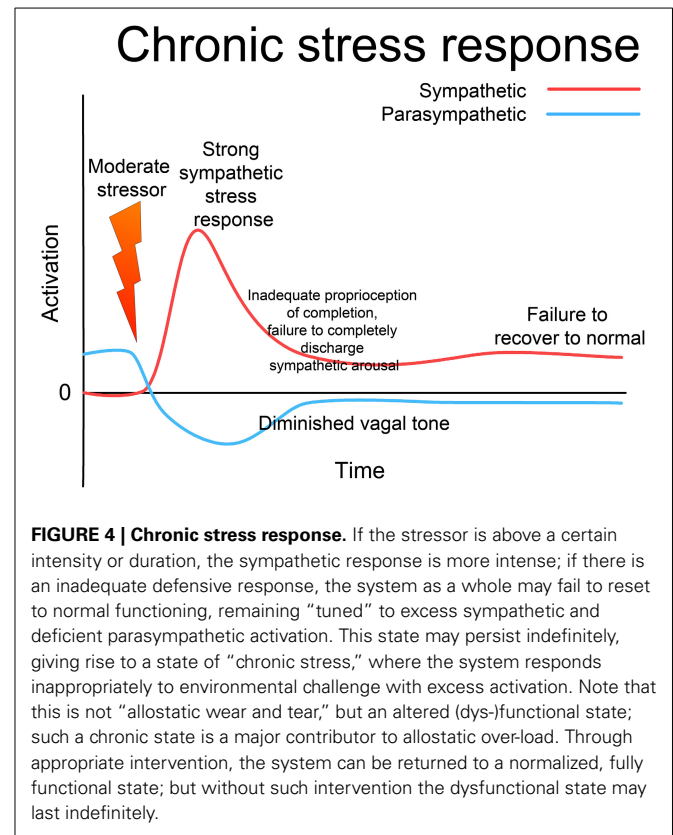 Chronic stress response
Sympathetic
Parasympathetic
Moderate
stressor
Strong
sympathetic
stress
response
Activation
Inadequate proprioception
of completion,
failure to completely
discharge
sympathetic arousal
Failure to
recover to normal
0
Diminished vagal tone
Time
FIGURE 4 | Chronic stress response. If the stressor is above a certain
intensity or duration, the sympathetic response is more intense; if there is
an inadequate defensive response, the system as a whole may fail to reset
to normal functioning, remaining “tuned” to excess sympathetic and
deficient parasympathetic activation. This state may persist indefinitely,
giving rise to a state of “chronic stress,” where the system responds
inappropriately to environmental challenge with excess activation. Note that
this is not “allostatic wear and tear,” but an altered (dys-)functional state;
such a chronic state is a major contributor to allostatic over-load. Through
appropriate intervention, the system can be returned to a normalized, fully
functional state; but without such intervention the dysfunctional state may
last indefinitely.